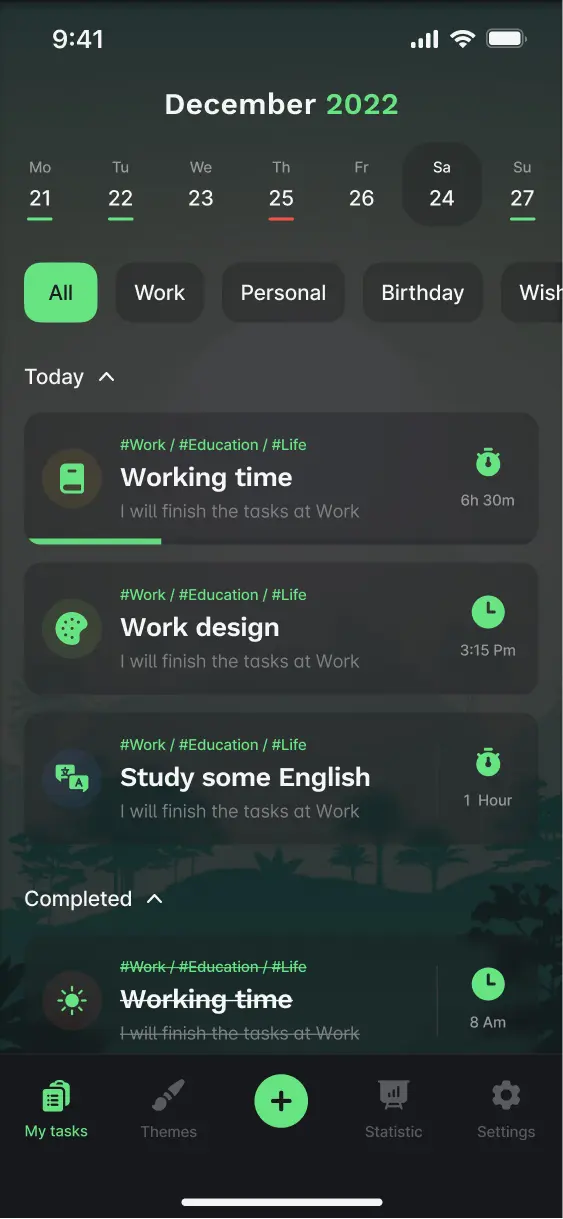 9:41
December 2022
Mo Tu We Th Fr Sa Su
21 22 23 25 26 24 27
All Work Personal Birthday Wish
Today
#Work / #Education / #Life
Working time
I will finish the tasks at Work
6h 30m
#Work / #Education / #Life
Work design
I will finish the tasks at Work
3:15 Pm
#Work / #Education / #Life
Study some English
I will finish the tasks at Work
1 Hour
Completed
#Work / #Education / #Life
Working time
I will finish the tasks at Work
8 Am
My tasks Themes Statistic Settings